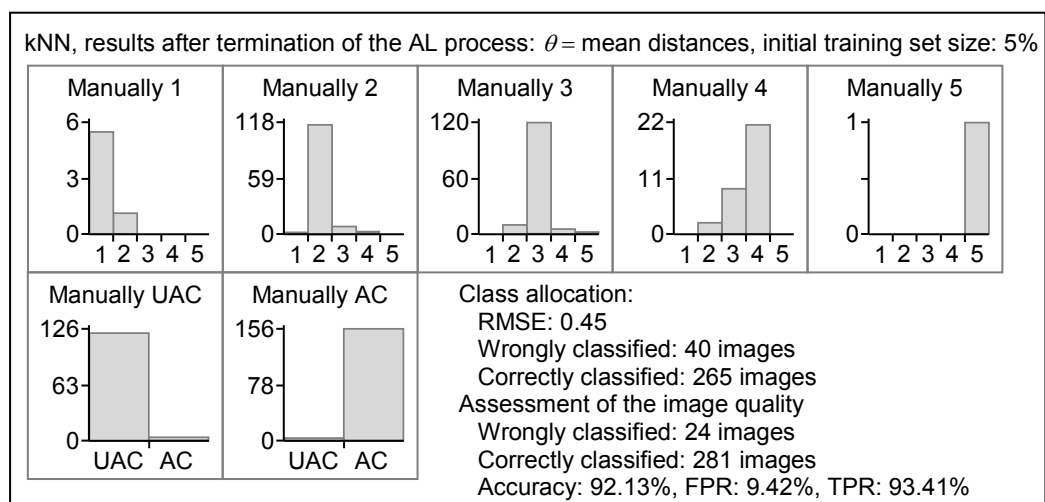 kNN, results after termination of the AL process: θ = mean distances, initial training set size: 5%
Manually 1
6
3
0
1 2 3 4 5
Manually 2
118
59
0
1 2 3 4 5
Manually 3
120
60
0
1 2 3 4 5
Manually 4
22
11
0
1 2 3 4 5
Manually 5
1
0
1 2 3 4 5
Manually UAC
126
63
0
UAC AC
Manually AC
156
78
0
UAC AC
Class allocation:
RMSE: 0.45
Wrongly classified: 40 images
Correctly classified: 265 images
Assessment of the image quality
Wrongly classified: 24 images
Correctly classified: 281 images
Accuracy: 92.13%, FPR: 9.42%, TPR: 93.41%